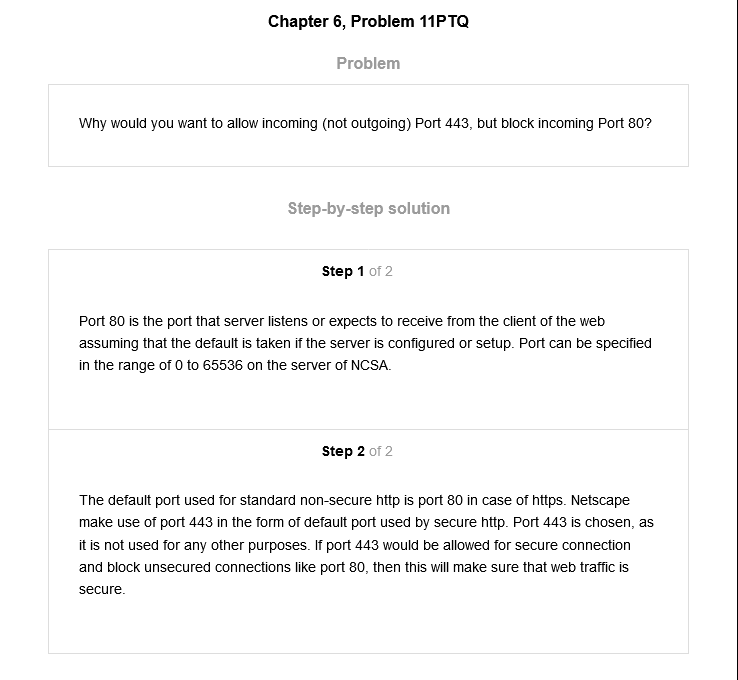 Chapter 6, Problem 11PTQ
Problem
Why would you want to allow incoming (not outgoing) Port 443, but block incoming Port 80?
Step-by-step solution
Step 1 of 2
Port 80 is the port that server listens or expects to receive from the client of the web
assuming that the default is taken if the server is configured or setup. Port can be specified
in the range of 0 to 65536 on the server of NCSA.
Step 2 of 2
The default port used for standard non-secure http is port 80 in case of https. Netscape
make use of port 443 in the form of default port used by secure http. Port 443 is chosen, as
it is not used for any other purposes. If port 443 would be allowed for secure connection
and block unsecured connections like port 80, then this will make sure that web traffic is
secure.